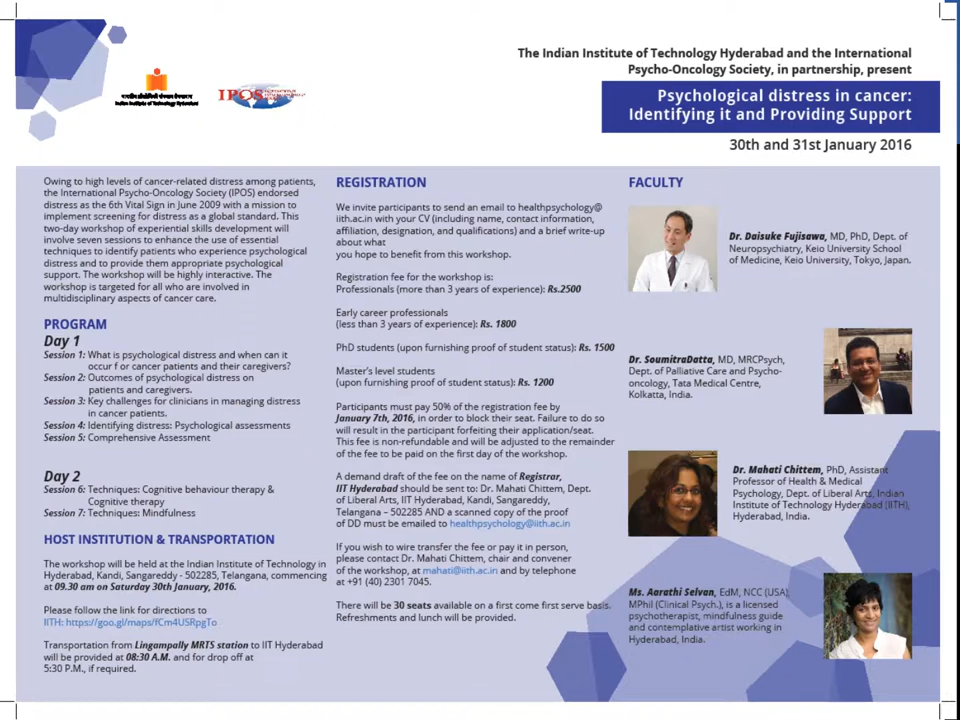 The Indian Institute of Technology Hyderabad and the International
Psycho-Oncology Society, in partnership, present
Psychological distress in cancer:
Identifying it and Providing Support
30th and 31st January 2016
Indian Institute of Technology Hyderabad
IPOS
Owing to high levels of cancer-related distress among patients,
the International Psycho-Oncology Society (IPOS) endorsed
distress as the 6th Vital Sign in June 2009 with a mission to
implement screening for distress as a global standard. This
two-day workshop of experiential skills development will
involve seven sessions to enhance the use of essential
techniques to identify patients who experience psychological
distress and to provide them appropriate psychological
support. The workshop will be highly interactive. The
workshop is targeted for all who are involved in
multidisciplinary aspects of cancer care.
PROGRAM
Day 1
Session 1: What is psychological distress and when can it
occur f or cancer patients and their caregivers?
Session 2: Outcomes of psychological distress on
patients and caregivers.
Session 3: Key challenges for clinicians in managing distress
in cancer patients.
Session 4: Identifying distress: Psychological assessments
Session 5: Comprehensive Assessment
Day 2
Session 6: Techniques: Cognitive behaviour therapy &
Cognitive therapy
Session 7: Techniques: Mindfulness
HOST INSTITUTION & TRANSPORTATION
The workshop will be held at the Indian Institute of Technology in
Hyderabad, Kandi, Sangareddy - 502285, Telangana, commencing
at 09.30 am on Saturday 30th January, 2016.
Please follow the link for directions to
IITH: https://goo.gl/maps/fCm4USRpgTo
Transportation from Lingampally MRTS station to IIT Hyderabad
will be provided at 08:30 A.M. and for drop off at
5:30 P.M., if required.
REGISTRATION
We invite participants to send an email to healthpsychology@
iith.ac.in with your CV (including name, contact information,
affiliation, designation, and qualifications) and a brief write-up
about what
you hope to benefit from this workshop.
Registration fee for the workshop is:
Professionals (more than 3 years of experience): Rs.2500
Early career professionals
(less than 3 years of experience): Rs. 1800
PhD students (upon furnishing proof of student status): Rs. 1500
Master's level students
(upon furnishing proof of student status): Rs. 1200
Participants must pay 50% of the registration fee by
January 7th, 2016, in order to block their seat. Failure to do so
will result in the participant forfeiting their application/seat.
This fee is non-refundable and will be adjusted to the remainder
of the fee to be paid on the first day of the workshop.
A demand draft of the fee on the name of Registrar,
IIT Hyderabad should be sent to: Dr. Mahati Chittem, Dept.
of Liberal Arts, IIT Hyderabad, Kandi, Sangareddy,
Telangana – 502285 AND a scanned copy of the proof
of DD must be emailed to healthpsychology@iith.ac.in
If you wish to wire transfer the fee or pay it in person,
please contact Dr. Mahati Chittem, chair and convener
of the workshop, at mahati@iith.ac.in and by telephone
at +91 (40) 2301 7045.
There will be 30 seats available on a first come first serve basis.
Refreshments and lunch will be provided.
FACULTY
Dr. Daisuke Fujisawa, MD, PhD, Dept. of
Neuropsychiatry, Keio University School
of Medicine, Keio University, Tokyo, Japan.
Dr. SoumitraDatta, MD, MRCPsych,
Dept. of Palliative Care and Psycho-
oncology, Tata Medical Centre,
Kolkatta, India.
Dr. Mahati Chittem, PhD, Assistant
Professor of Health & Medical
Psychology, Dept. of Liberal Arts, Indian
Institute of Technology Hyderabad (IITH),
Hyderabad, India.
Ms. Aarathi Selvan, EdM, NCC (USA),
MPhil (Clinical Psych.), is a licensed
psychotherapist, mindfulness guide
and contemplative artist working in
Hyderabad, India.